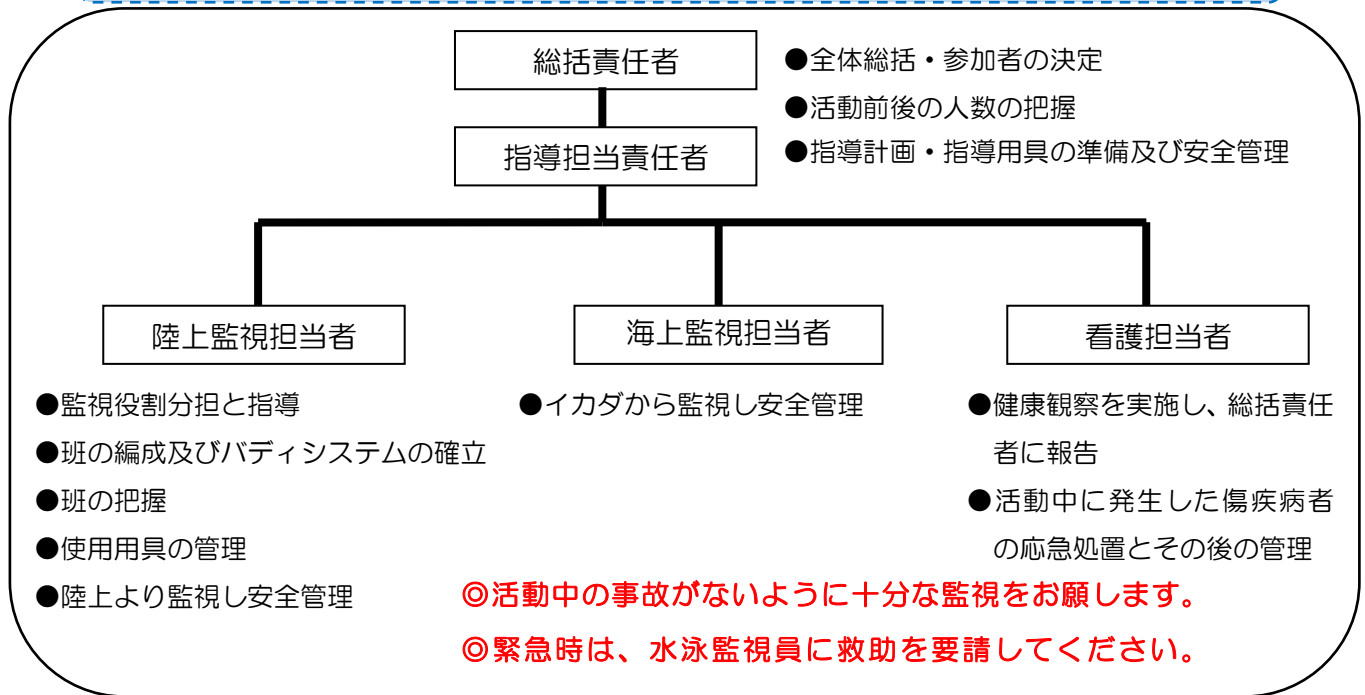 総括責任者
●全体総括・参加者の決定
●活動前後の人数の把握
指導担当責任者
●指導計画・指導用具の準備及び安全管理
陸上監視担当者
●監視役割分担と指導
●班の編成及びバディシステムの確立
●班の把握
●使用用具の管理
●陸上より監視し安全管理
海上監視担当者
●イカダから監視し安全管理
看護担当者
●健康観察を実施し、総括責任
者に報告
●活動中に発生した傷疾病者
の応急処置とその後の管理
◎活動中の事故がないように十分な監視をお願します。
◎緊急時は、水泳監視員に救助を要請してください。